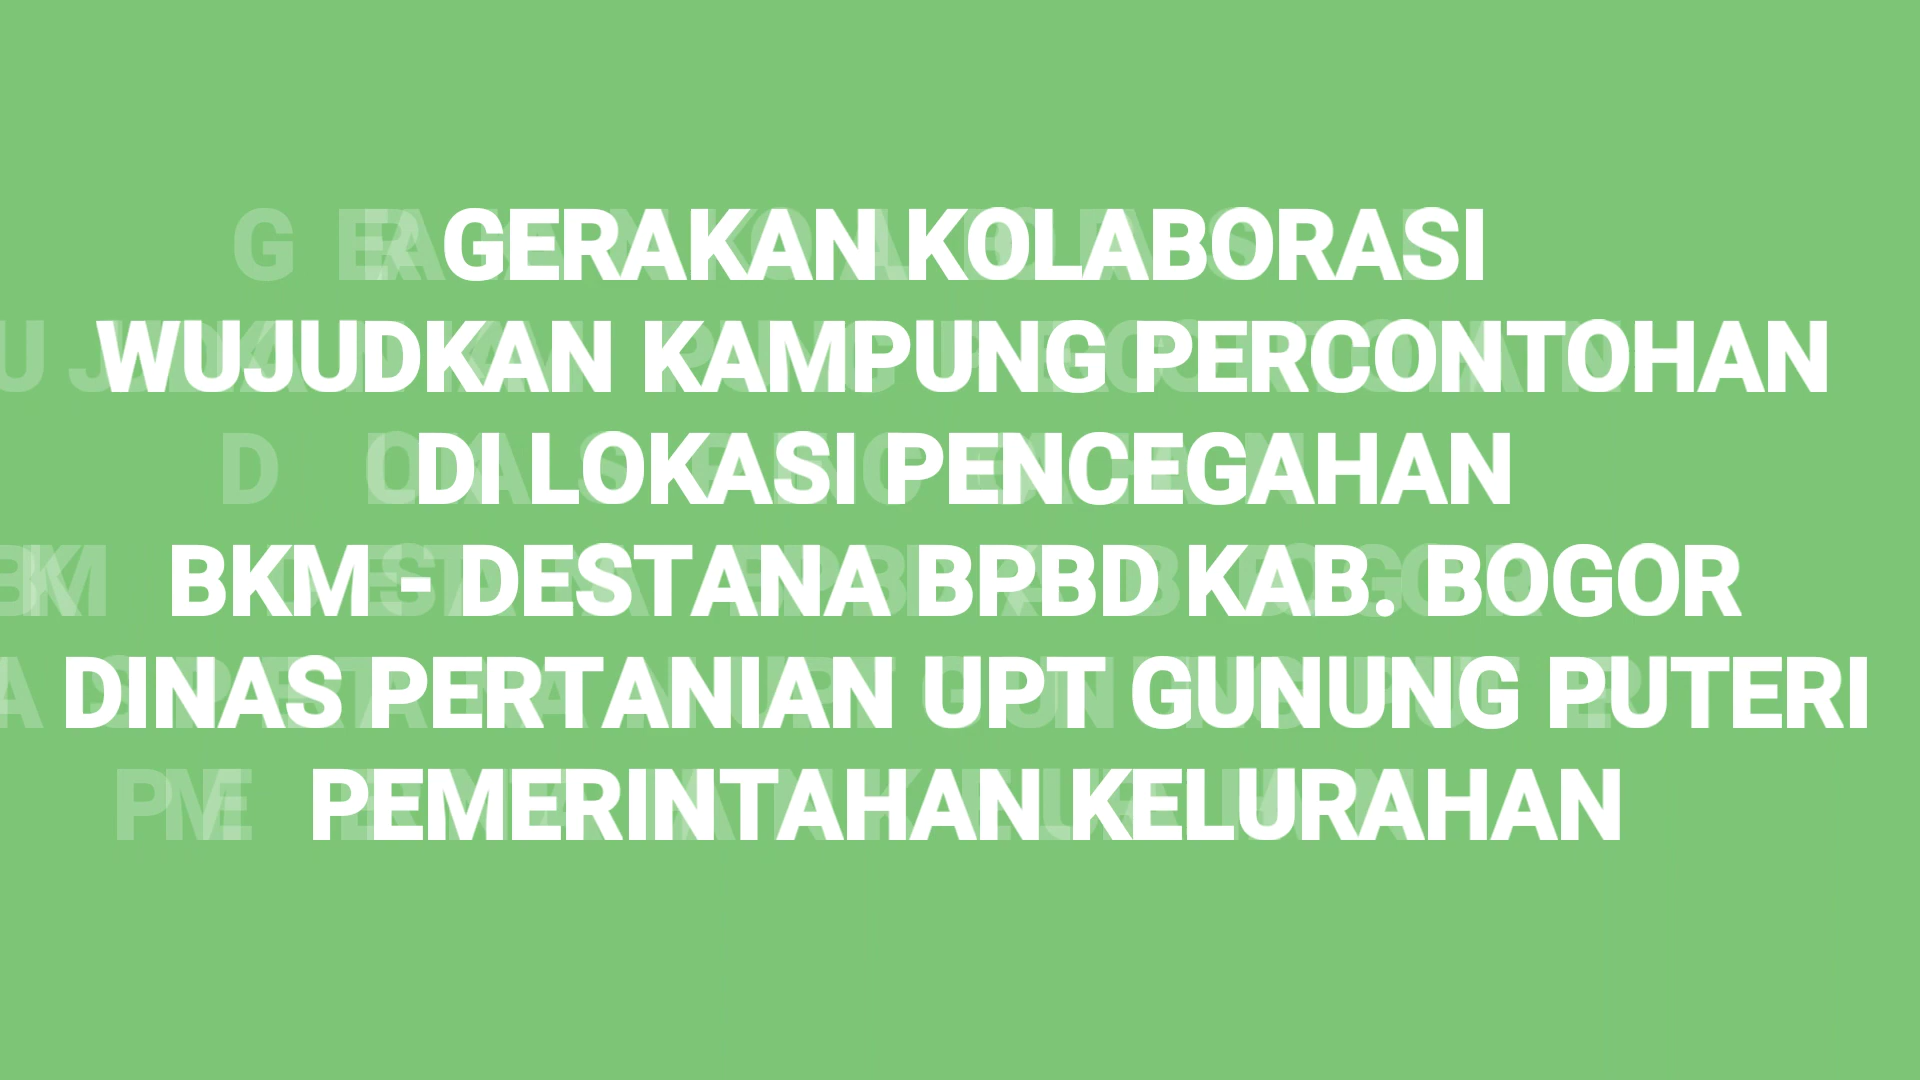 GERAKAN KOLABORASI
WUJUDKAN KAMPUNG PERCONTOHAN
DI LOKASI PENCEGAHAN
BKM - DESTANA BPBD KAB. BOGOR
DINAS PERTANIAN UPT GUNUNG PUTERI
PEMERINTAHAN KELURAHAN